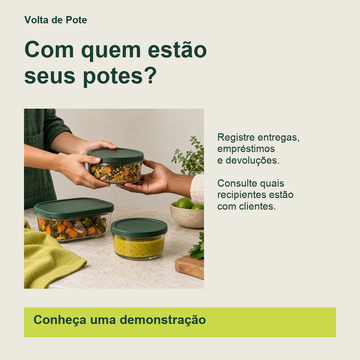 Volta de Pote
Com quem estão
seus potes?
Registre entregas,
empréstimos
e devoluções.
Consulte quais
recipientes estão
com clientes.
Conheça uma demonstração